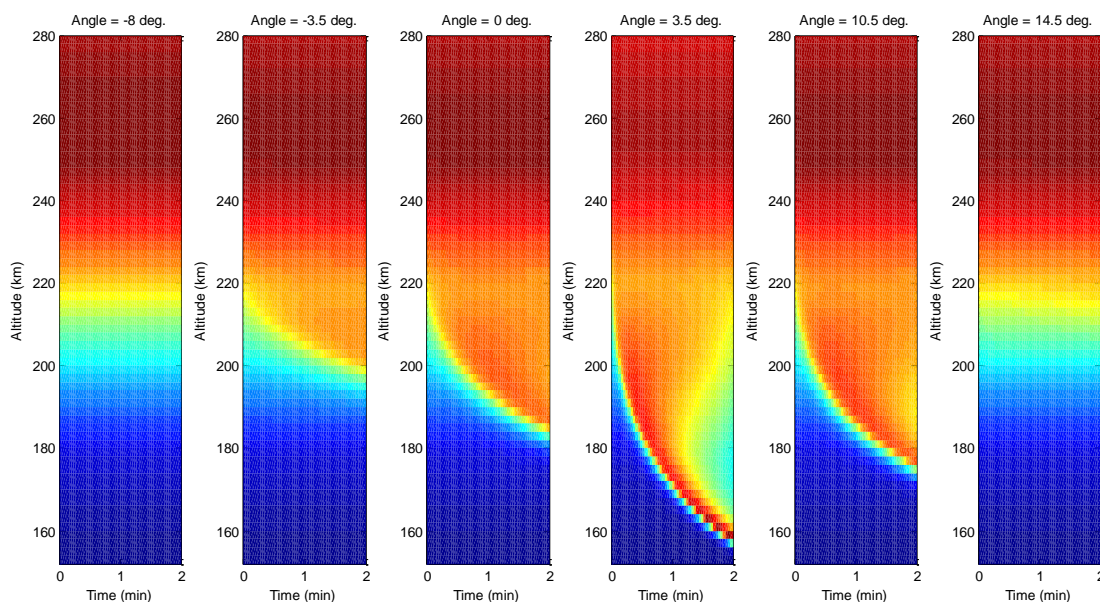 Angle = -8 deg.
Angle = -3.5 deg.
Angle = 0 deg.
Angle = 3.5 deg.
Angle = 10.5 deg.
Angle = 14.5 deg.
280
260
240
220
200
180
160
Altitude (km)
0 1 2
Time (min)
280
260
240
220
200
180
160
Altitude (km)
0 1 2
Time (min)
280
260
240
220
200
180
160
Altitude (km)
0 1 2
Time (min)
280
260
240
220
200
180
160
Altitude (km)
0 1 2
Time (min)
280
260
240
220
200
180
160
Altitude (km)
0 1 2
Time (min)
280
260
240
220
200
180
160
Altitude (km)
0 1 2
Time (min)